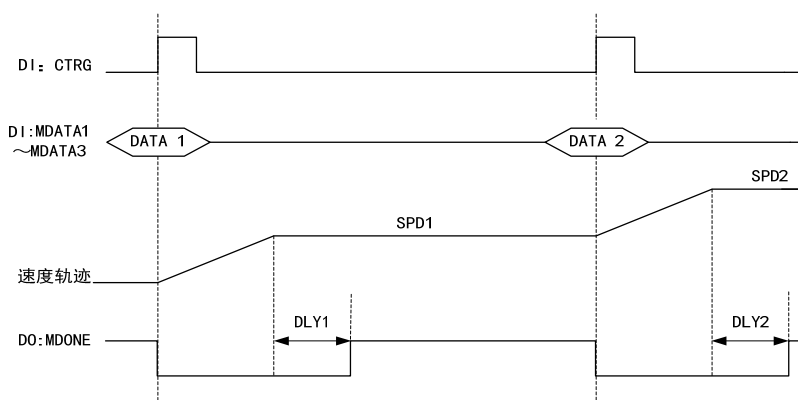 DI：CTRG
DI:MDATA1
～MDATA3
DATA 1
DATA 2
SPD2
SPD1
速度轨迹
DLY1
DLY2
DO:MDONE